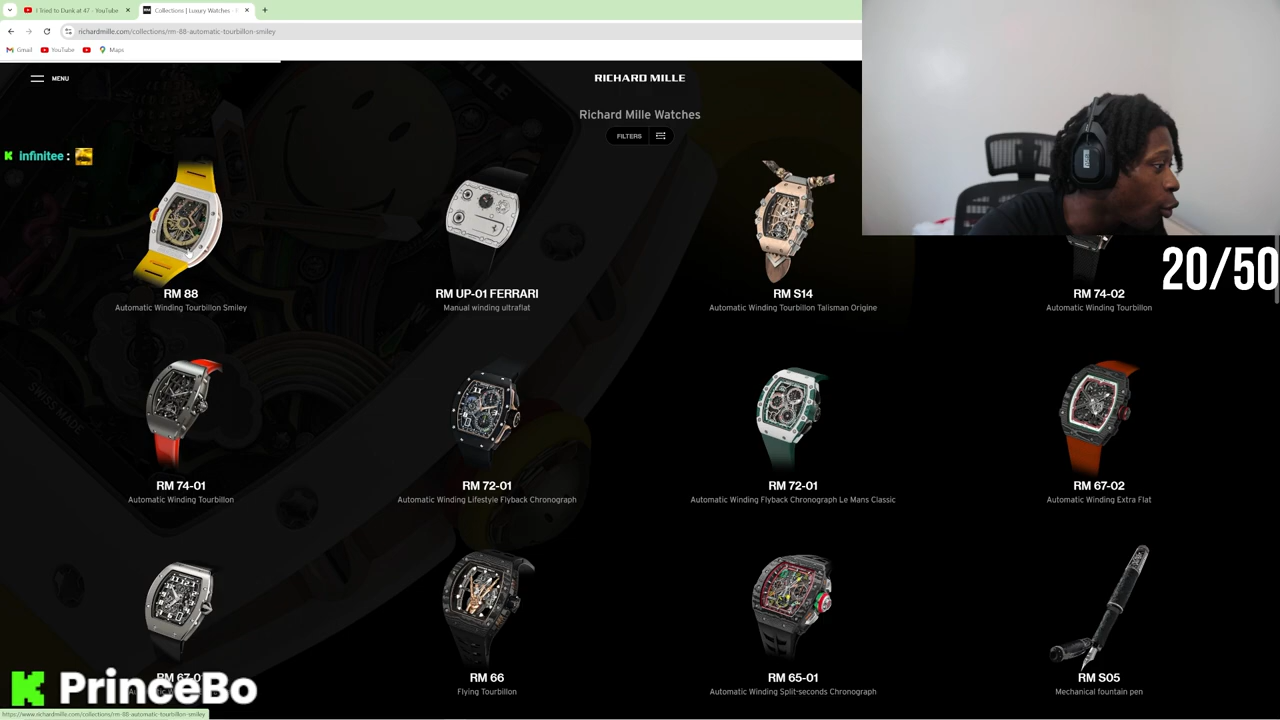 I Tried to Dunk at 47 - YouTube
Collections | Luxury Watches -
richardmille.com/collections/rm-88-automatic-tourbillon-smiley
Gmail
YouTube
Maps
MENU
RICHARD MILLE
Richard Mille Watches
FILTERS
infinitee :
20/50
RM 88
Automatic Winding Tourbillon Smiley
RM UP-01 FERRARI
Manual winding ultraflat
RM S14
Automatic Winding Tourbillon Talisman Origine
RM 74-02
Automatic Winding Tourbillon
RM 74-01
Automatic Winding Tourbillon
RM 72-01
Automatic Winding Lifestyle Flyback Chronograph
RM 72-01
Automatic Winding Flyback Chronograph Le Mans Classic
RM 67-02
Automatic Winding Extra Flat
SWISS MADE
RM 66
Flying Tourbillon
RM 65-01
Automatic Winding Split-seconds Chronograph
RM S05
Mechanical fountain pen
K PrinceBo
https://www.richardmille.com/collections/rm-88-automatic-tourbillon-smiley